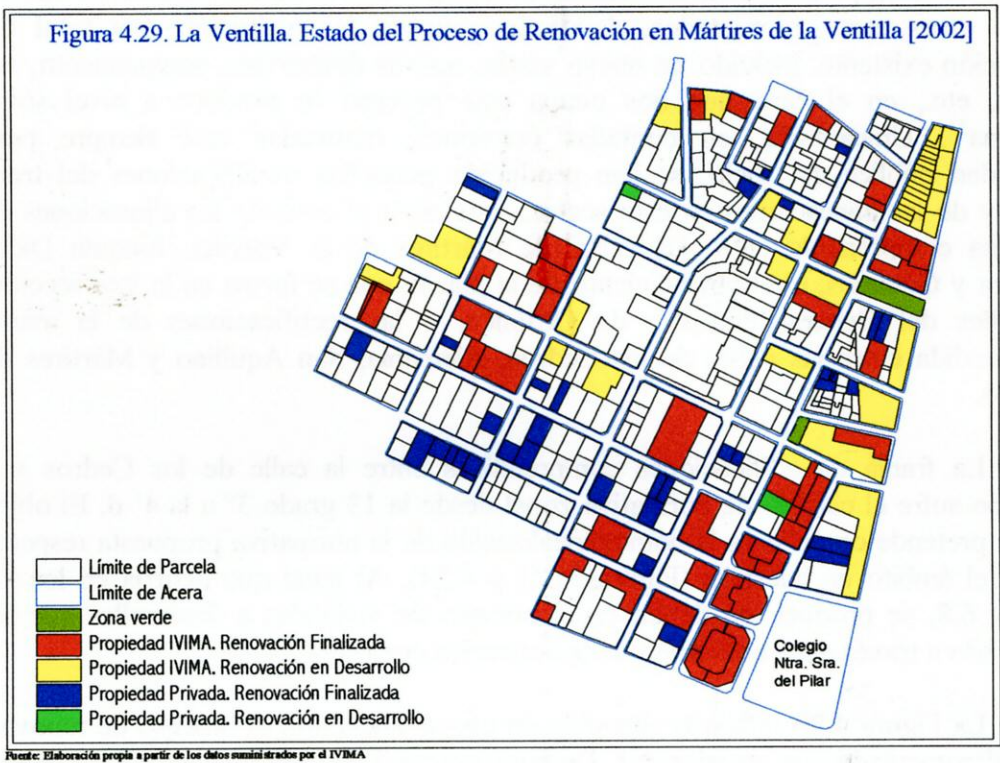 Figura 4.29. La Ventilla. Estado del Proceso de Renovación en Mártires de la Ventilla [2002]
Límite de Parcela
Límite de Acera
Zona verde
Propiedad IVIMA. Renovación Finalizada
Propiedad IVIMA. Renovación en Desarrollo
Propiedad Privada. Renovación Finalizada
Propiedad Privada. Renovación en Desarrollo
Colegio
Ntra. Sra.
del Pilar
Fuente: Elaboración propia a partir de los datos suministrados por el IVIMA